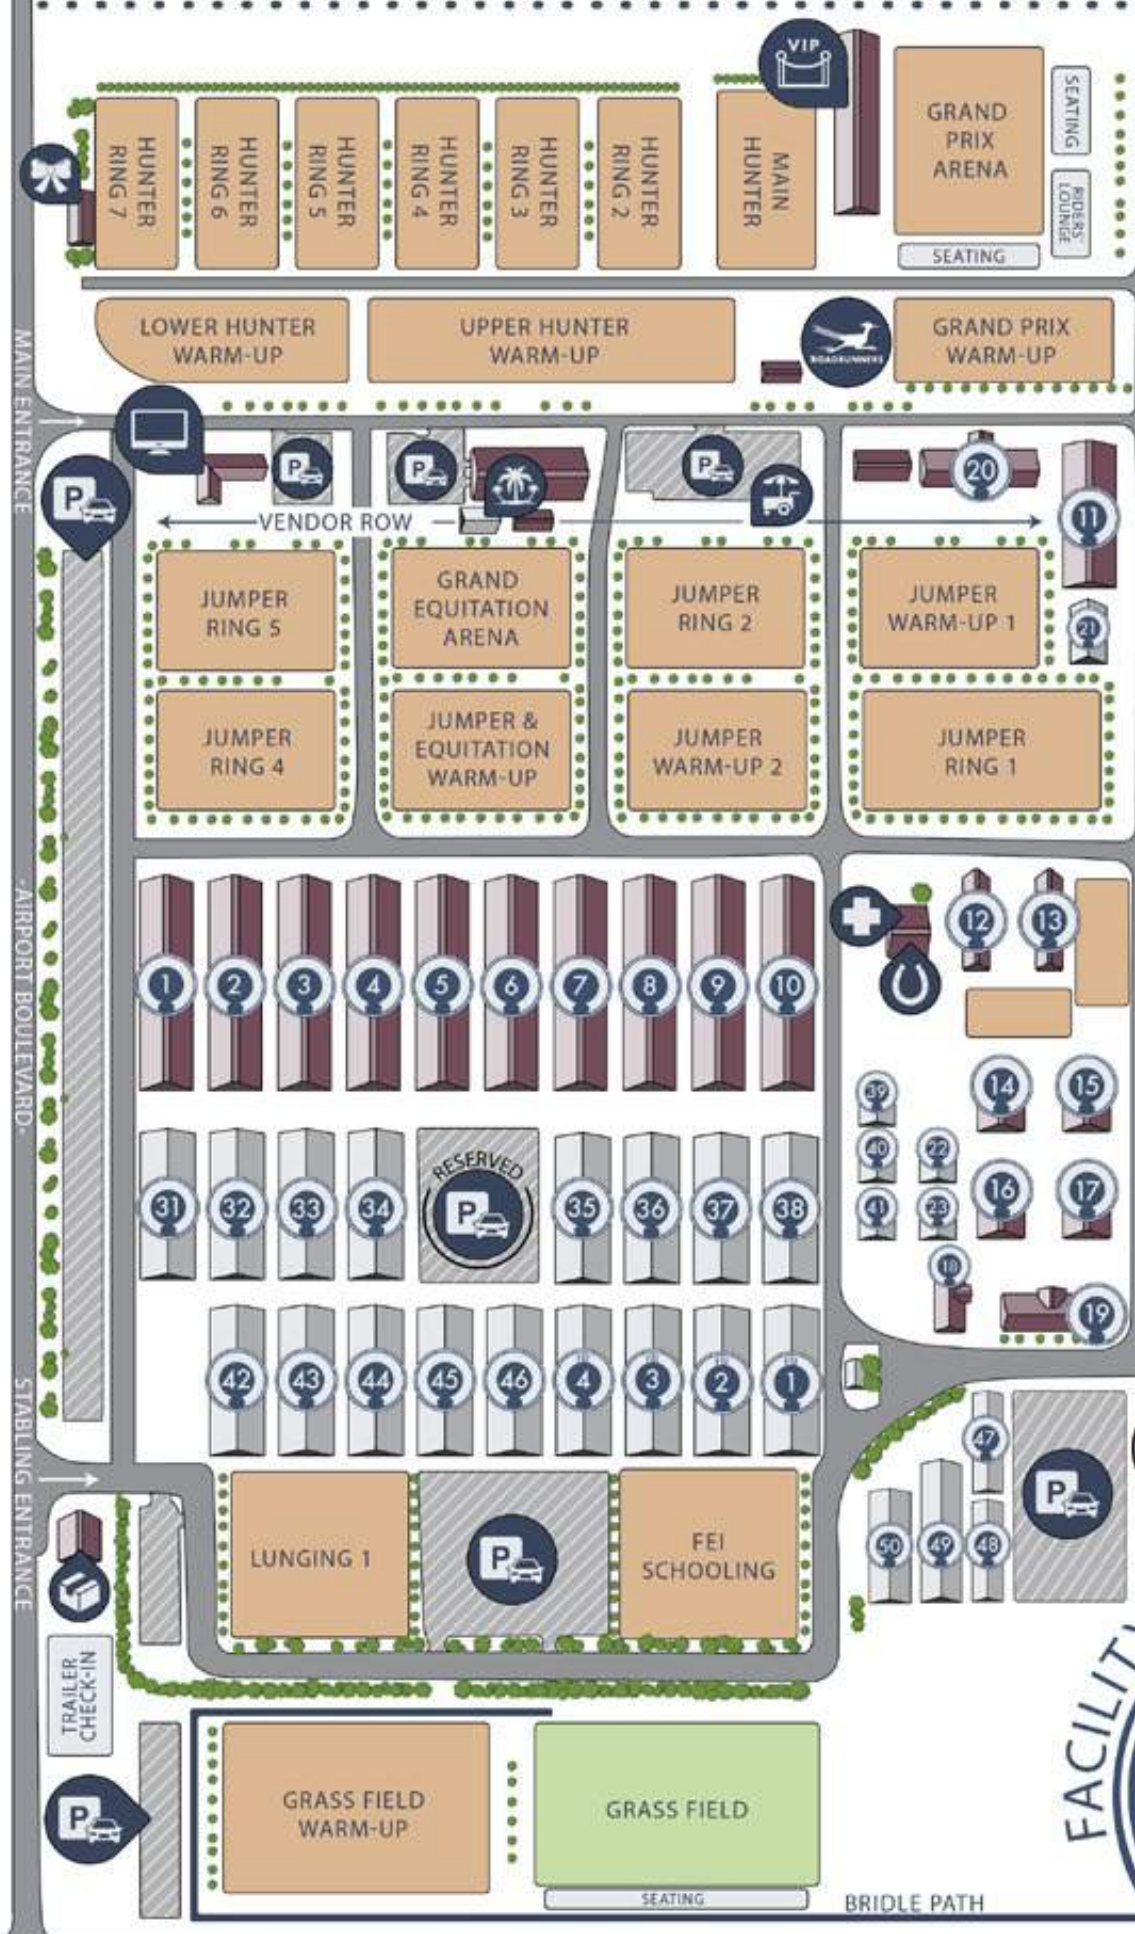 VIP
GRAND
PRIX
ARENA
SEATING
RIDERS'
LOUNGE
SEATING
HUNTER
RING 7
HUNTER
RING 6
HUNTER
RING 5
HUNTER
RING 4
HUNTER
RING 3
HUNTER
RING 2
MAIN
HUNTER
LOWER HUNTER
WARM-UP
UPPER HUNTER
WARM-UP
ROADRUNNERS
GRAND PRIX
WARM-UP
MAIN ENTRANCE
P
P
P
P
20
11
VENDOR ROW
21
JUMPER
RING 5
GRAND
EQUITATION
ARENA
JUMPER
RING 2
JUMPER
WARM-UP 1
JUMPER
RING 4
JUMPER &
EQUITATION
WARM-UP
JUMPER
WARM-UP 2
JUMPER
RING 1
-AIRPORT BOULEVARD-
1
2
3
4
5
6
7
8
9
10
12
13
14
15
39
40
22
41
23
16
17
18
19
31
32
33
34
RESERVED
P
35
36
37
38
42
43
44
45
46
4
3
2
1
STABLING ENTRANCE
47
P
50
49
48
LUNGING 1
P
FEI
SCHOOLING
TRAILER
CHECK-IN
P
GRASS FIELD
WARM-UP
GRASS FIELD
SEATING
BRIDLE PATH
FACILITY